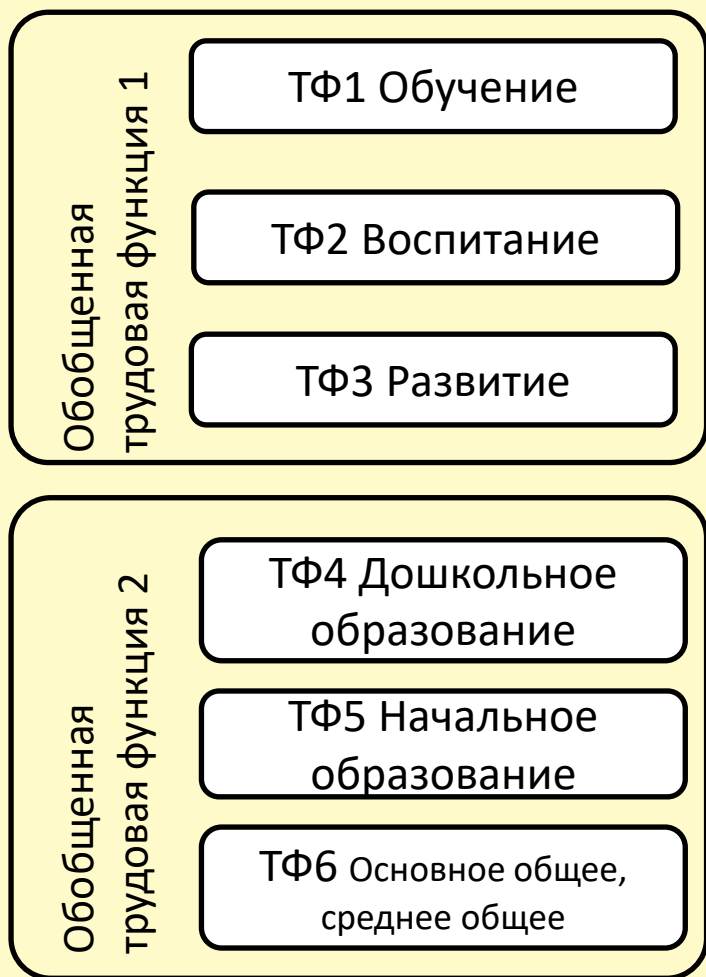 Обобщенная
трудовая функция 1
ТФ1 Обучение
ТФ2 Воспитание
ТФ3 Развитие
Обобщенная
трудовая функция 2
ТФ4 Дошкольное
образование
ТФ5 Начальное
образование
ТФ6 Основное общее,
среднее общее